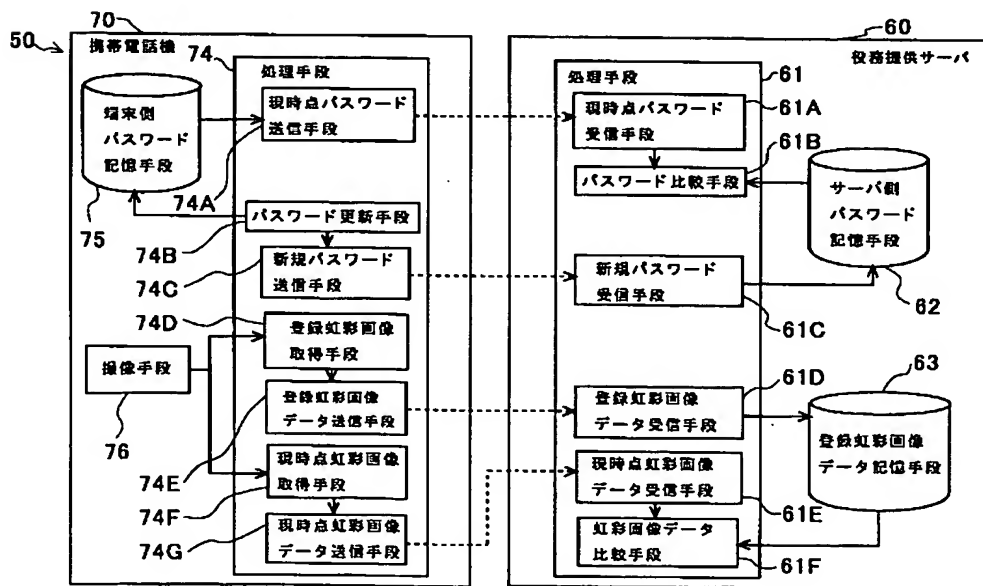 50
70
携帯電話機
74
処理手段
端末側
パスワード
記憶手段
75
現時点パスワード
送信手段
74A
パスワード更新手段
74B
新規パスワード
送信手段
74C
登録虹彩画像
取得手段
74D
撮像手段
76
登録虹彩画像
データ送信手段
74E
現時点虹彩画像
取得手段
74F
現時点虹彩画像
データ送信手段
74G
60
役務提供サーバ
処理手段
61
現時点パスワード
受信手段
61A
パスワード比較手段
61B
サーバ側
パスワード
記憶手段
62
新規パスワード
受信手段
61C
登録虹彩画像
データ受信手段
61D
63
登録虹彩画像
データ記憶手段
現時点虹彩画像
データ受信手段
61E
虹彩画像データ
比較手段
61F